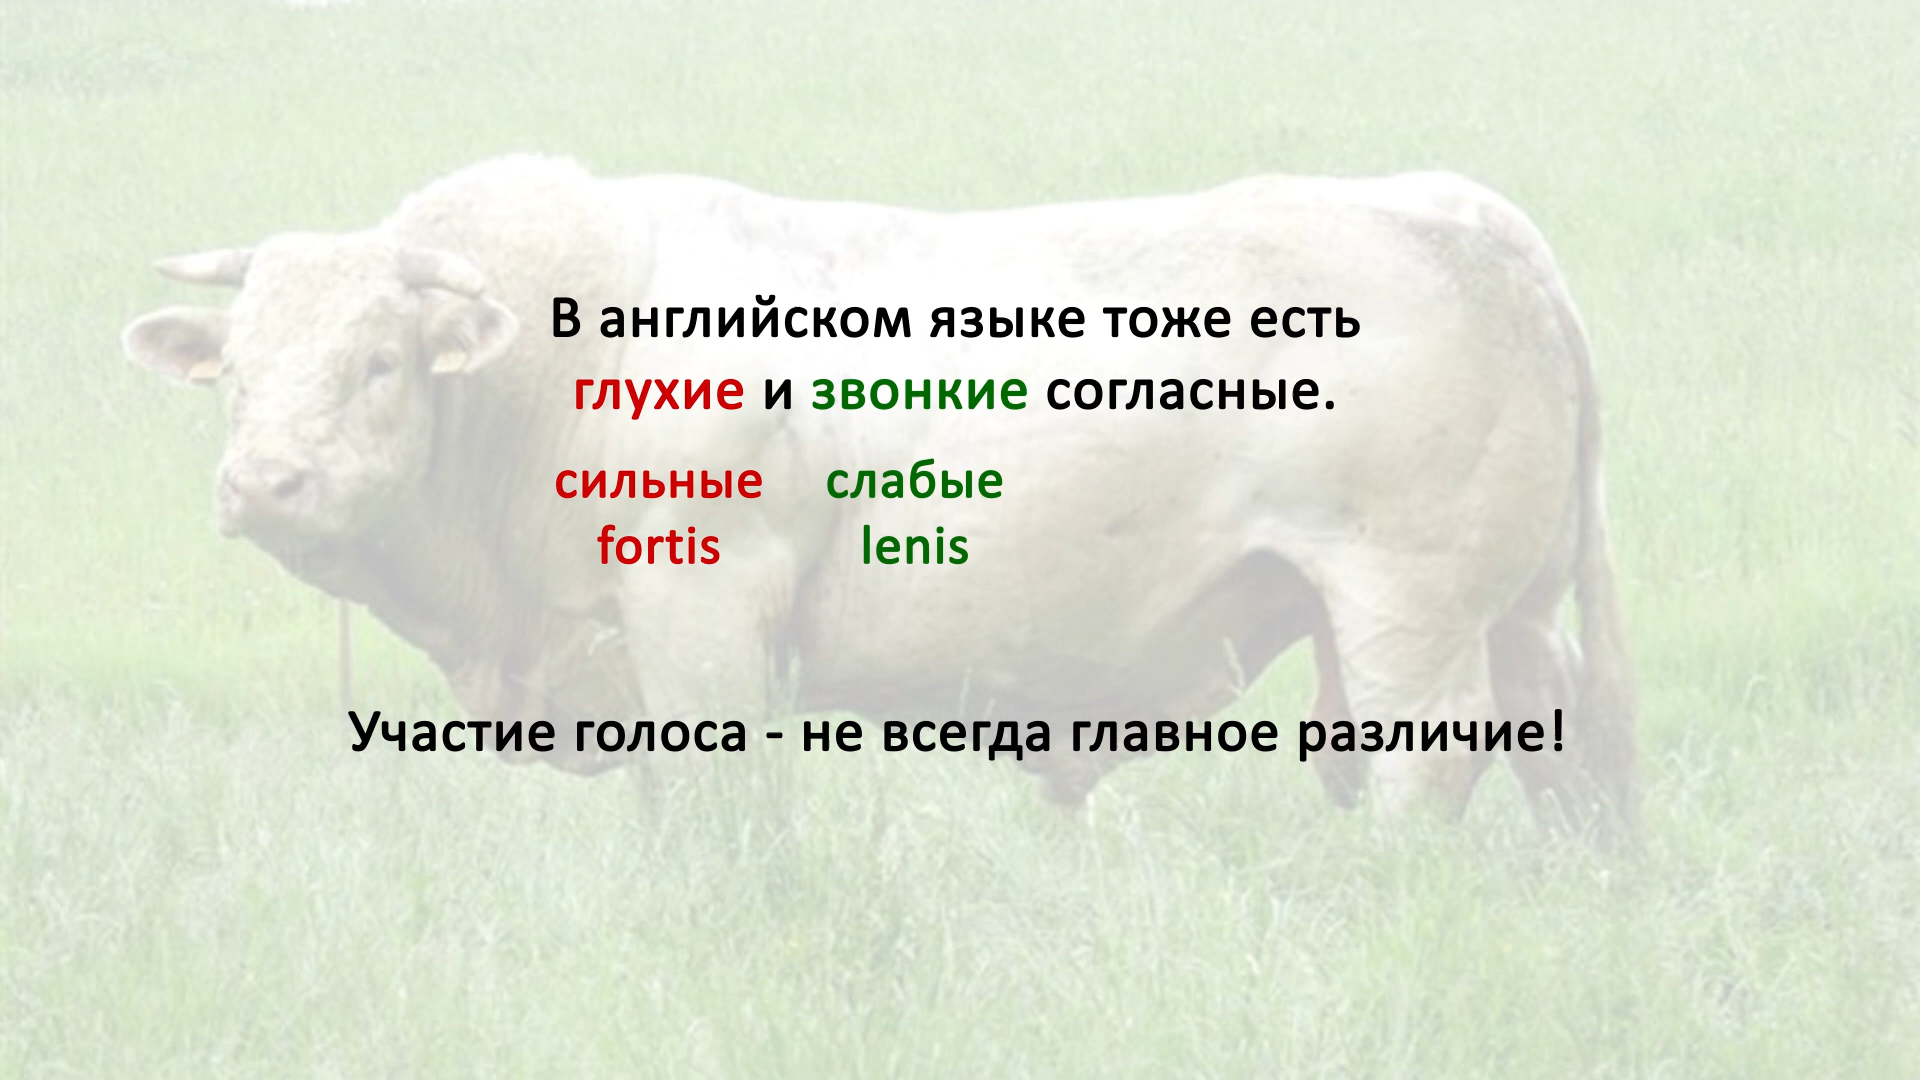 В английском языке тоже есть
глухие и звонкие согласные.
сильные слабые
fortis lenis
Участие голоса - не всегда главное различие!